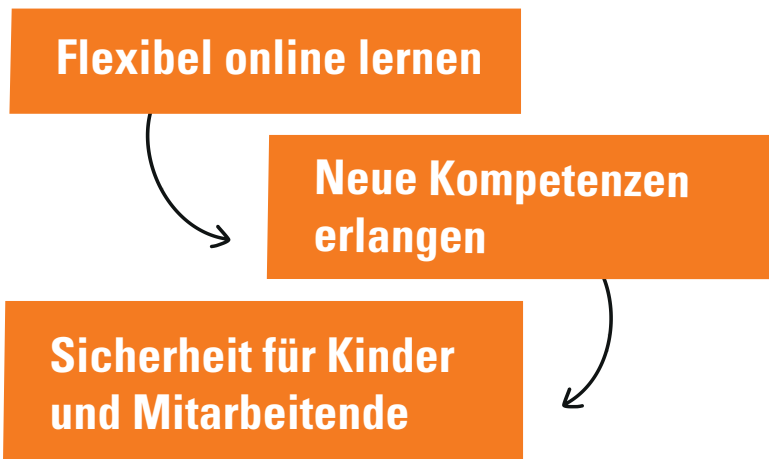 Flexibel online lernen
Neue Kompetenzen
erlangen
Sicherheit für Kinder
und Mitarbeitende